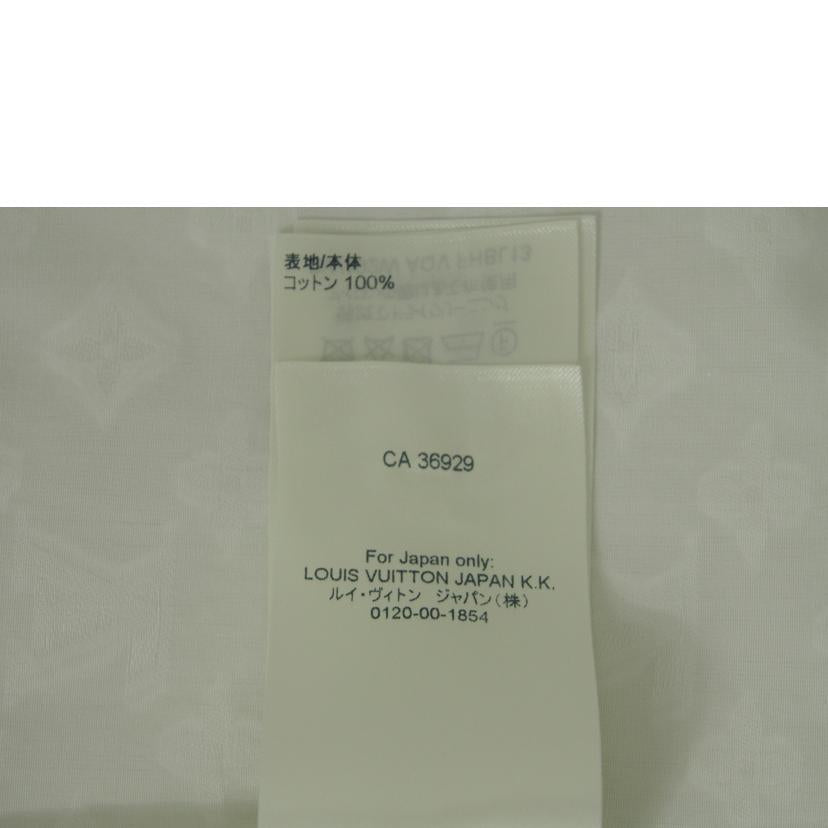 表地/本体
コットン 100%
CA 36929
For Japan only:
LOUIS VUITTON JAPAN K.K.
ルイ・ヴィトン ジャパン(株)
0120-00-1854